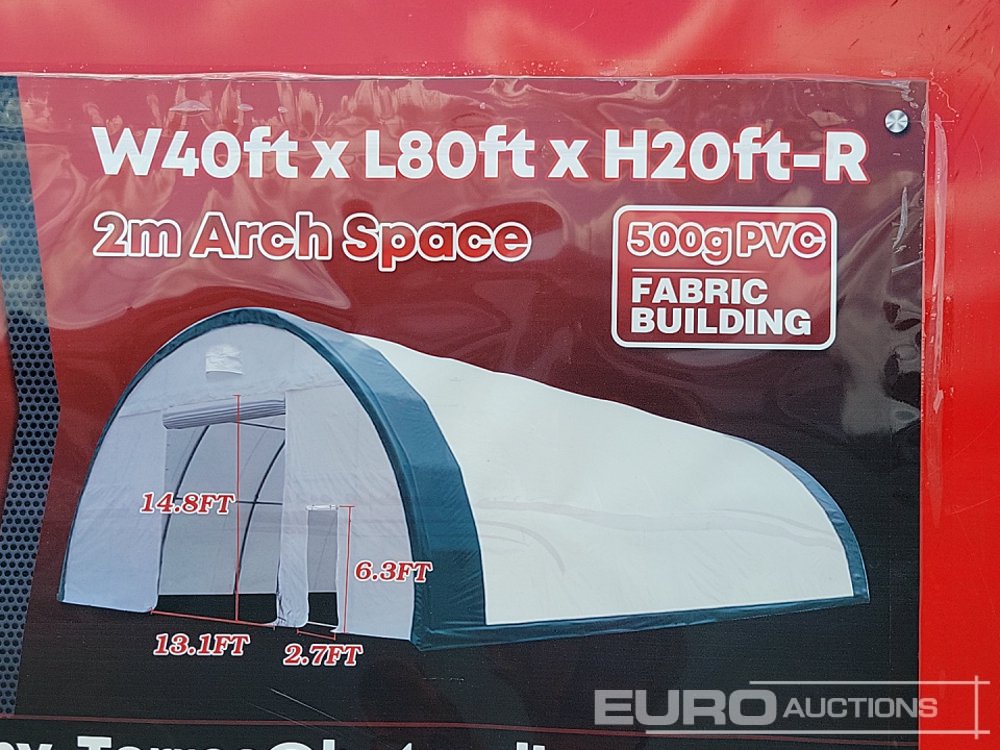 W40ft x L80ft x H20ft-R
2m Arch Space
500g PVC
FABRIC
BUILDING
14.8FT
6.3FT
13.1FT
2.7FT
EURO AUCTIONS